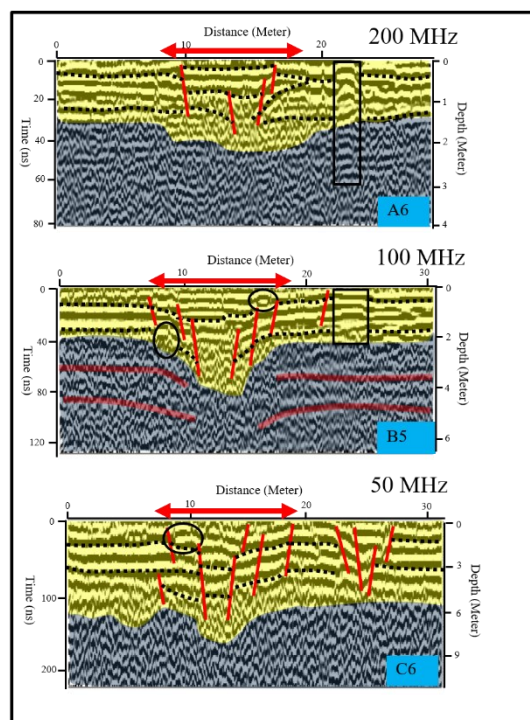 Distance (Meter)
200 MHz
0 20
0
20
40
60
80
Time (ns)
0
1
2
3
4
Depth (Meter)
A6
Distance (Meter)
100 MHz
0 10 20 30
0
40
80
120
Time (ns)
0
2
4
6
Depth (Meter)
B5
50 MHz
Distance (Meter)
0 10 20 30
0
100
200
Time (ns)
0
3
6
9
Depth (Meter)
C6